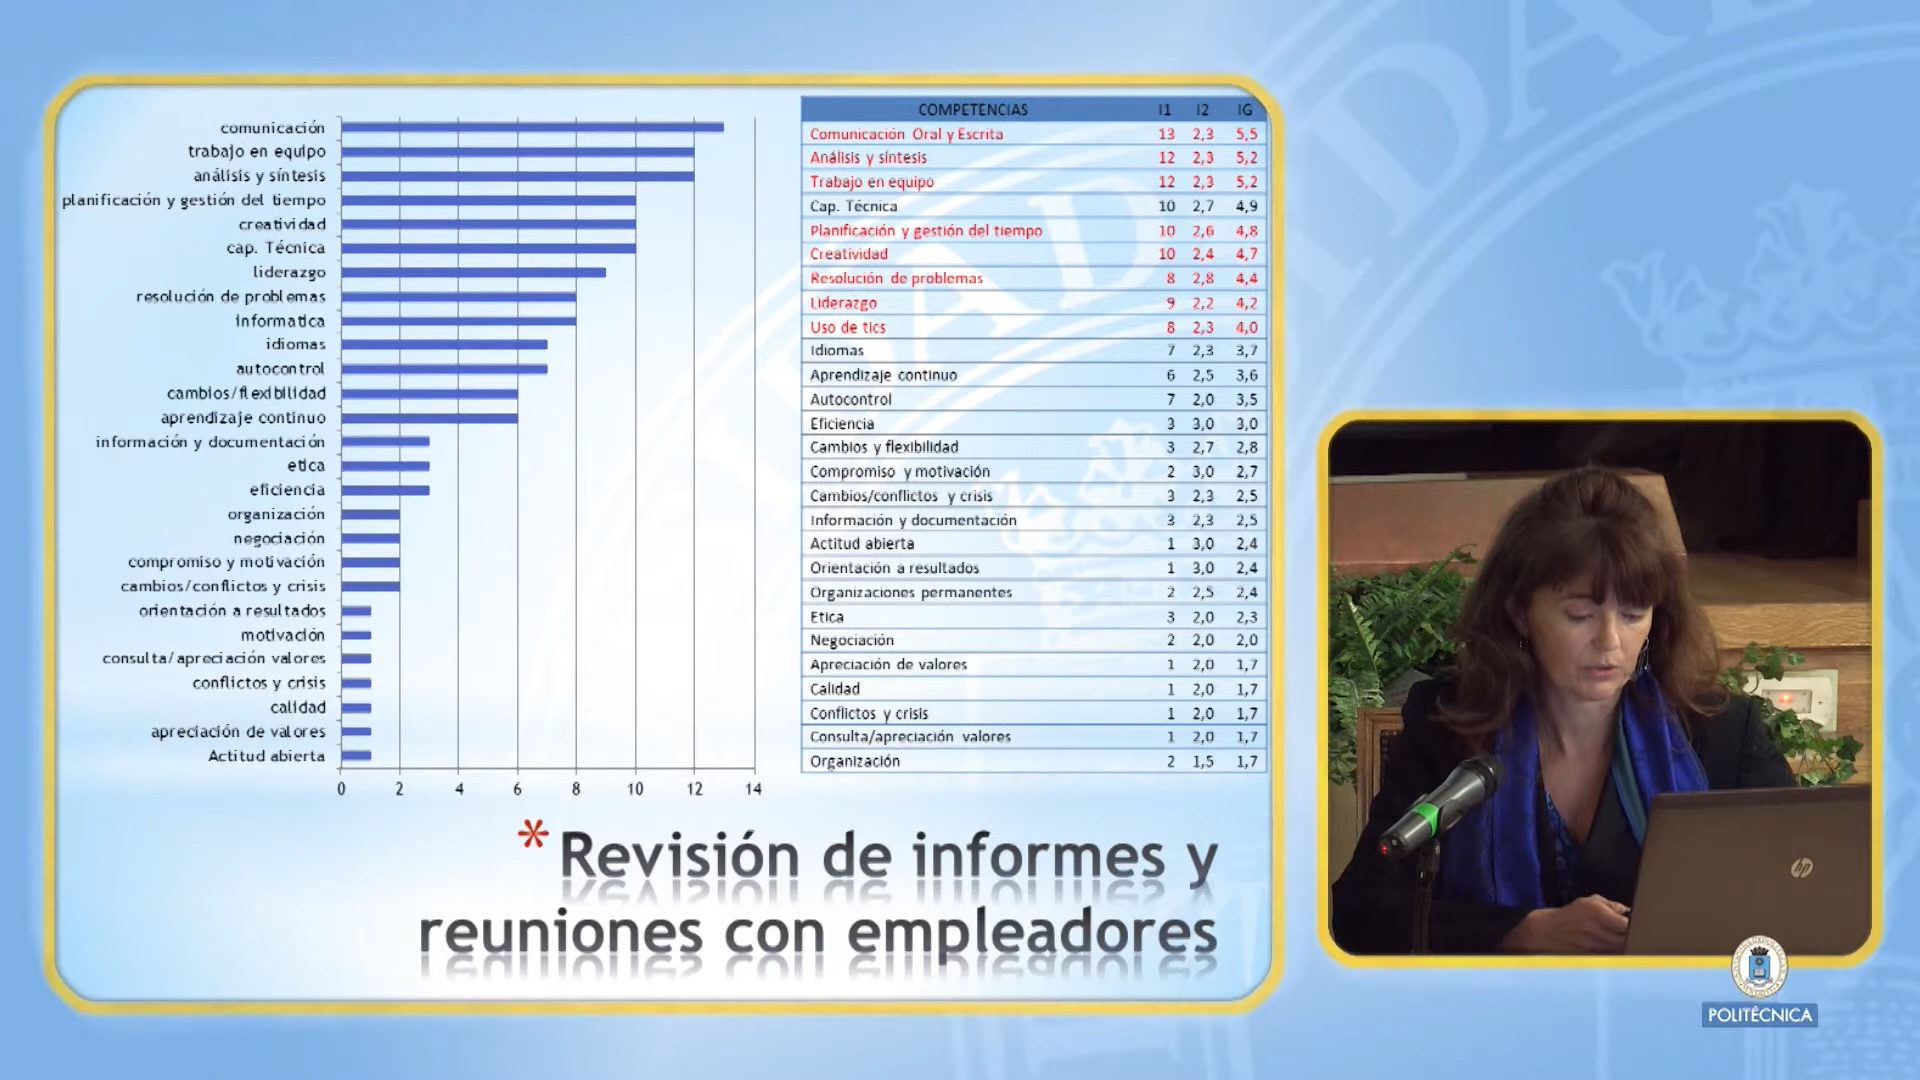 comunicación
trabajo en equipo
análisis y síntesis
planificación y gestión del tiempo
creatividad
cap. Técnica
liderazgo
resolución de problemas
informatica
idiomas
autocontrol
cambios/flexibilidad
aprendizaje continuo
información y documentación
etica
eficiencia
organización
negociación
compromiso y motivación
cambios/conflictos y crisis
orientación a resultados
motivación
consulta/apreciación valores
conflictos y crisis
calidad
apreciación de valores
Actitud abierta
0 2 4 6 8 10 12 14
COMPETENCIAS I1 I2 IG
Comunicación Oral y Escrita 13 2,3 5,5
Análisis y síntesis 12 2,3 5,2
Trabajo en equipo 12 2,3 5,2
Cap. Técnica 10 2,7 4,9
Planificación y gestión del tiempo 10 2,6 4,8
Creatividad 10 2,4 4,7
Resolución de problemas 8 2,8 4,4
Liderazgo 9 2,2 4,2
Uso de tics 8 2,3 4,0
Idiomas 7 2,3 3,7
Aprendizaje continuo 6 2,5 3,6
Autocontrol 7 2,0 3,5
Eficiencia 3 3,0 3,0
Cambios y flexibilidad 3 2,7 2,8
Compromiso y motivación 2 3,0 2,7
Cambios/conflictos y crisis 3 2,3 2,5
Información y documentación 3 2,3 2,5
Actitud abierta 1 3,0 2,4
Orientación a resultados 1 3,0 2,4
Organizaciones permanentes 2 2,5 2,4
Etica 3 2,0 2,3
Negociación 2 2,0 2,0
Apreciación de valores 1 2,0 1,7
Calidad 1 2,0 1,7
Conflictos y crisis 1 2,0 1,7
Consulta/apreciación valores 1 2,0 1,7
Organización 2 1,5 1,7
* Revisión de informes y
reuniones con empleadores
hp
POLITÉCNICA